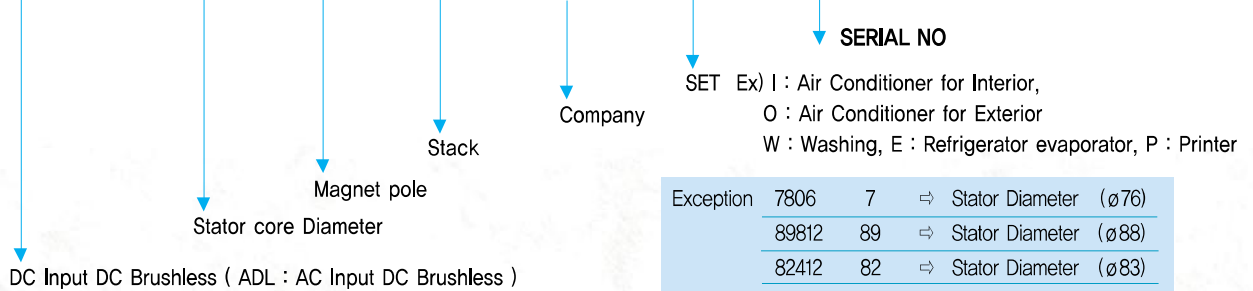 SERIAL NO
SET Ex) I : Air Conditioner for Interior,
O : Air Conditioner for Exterior
W : Washing, E : Refrigerator evaporator, P : Printer
Company
Stack
Magnet pole
Stator core Diameter
DC Input DC Brushless ( ADL : AC Input DC Brushless )
Exception 7806 7 ⇨ Stator Diameter (ø76)
89812 89 ⇨ Stator Diameter (ø88)
82412 82 ⇨ Stator Diameter (ø83)